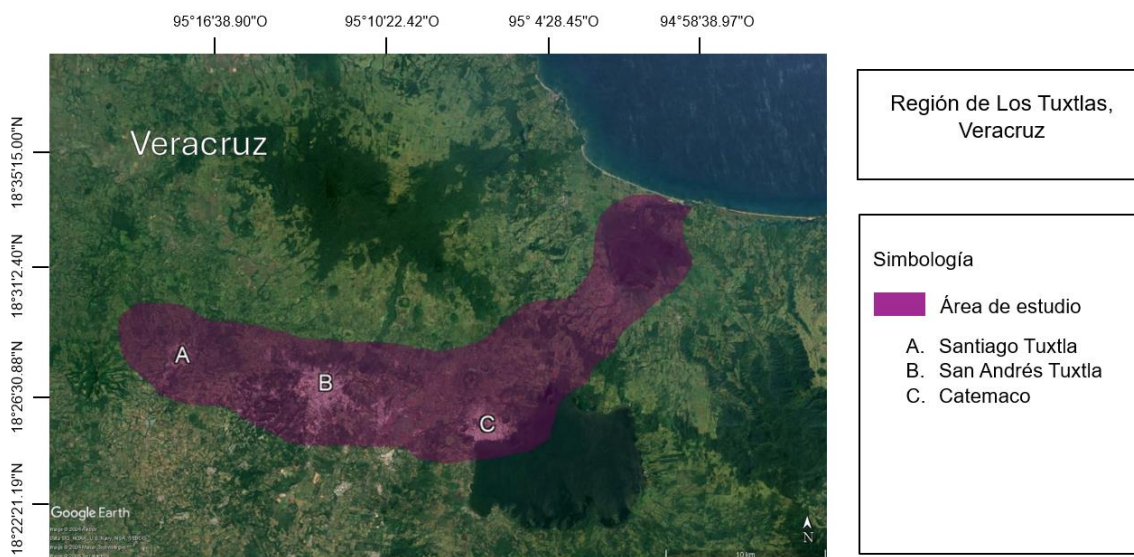 95°16'38.90"O
95°10'22.42"O
95° 4'28.45"O
94°58'38.97"O
18°35'15.00"N
18°31'2.40"N
18°26'30.88"N
18°22'21.19"N
Veracruz
A
B
C
Google Earth
N
10 km
Región de Los Tuxtlas,
Veracruz
Simbología
Área de estudio
A. Santiago Tuxtla
B. San Andrés Tuxtla
C. Catemaco